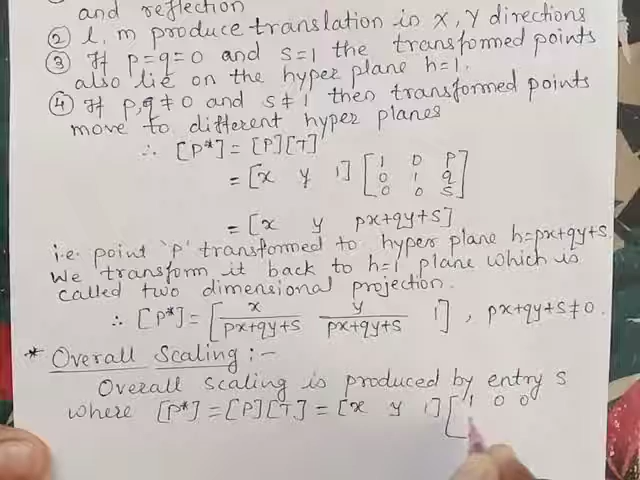 and reflection
② l, m produce translation in X, Y directions
③ If p=q=0 and s=1 the transformed points
also lie on the hyper plane h=1.
④ If p,q ≠ 0 and s ≠ 1 then transformed points
move to different hyper planes
∴ [P*] = [P][T]
= [x y 1] [1 0 p
0 1 q
0 0 s]
= [x y px+qy+s]
i.e. point 'p' transformed to hyper plane h=px+qy+s.
We transform it back to h=1 plane which is
called two dimensional projection.
∴ [P*] = [x/(px+qy+s) y/(px+qy+s) 1], px+qy+s≠0.
* Overall Scaling :-
Overall scaling is produced by entry s
where [P*] = [P][T] = [x y 1] [1 0 0